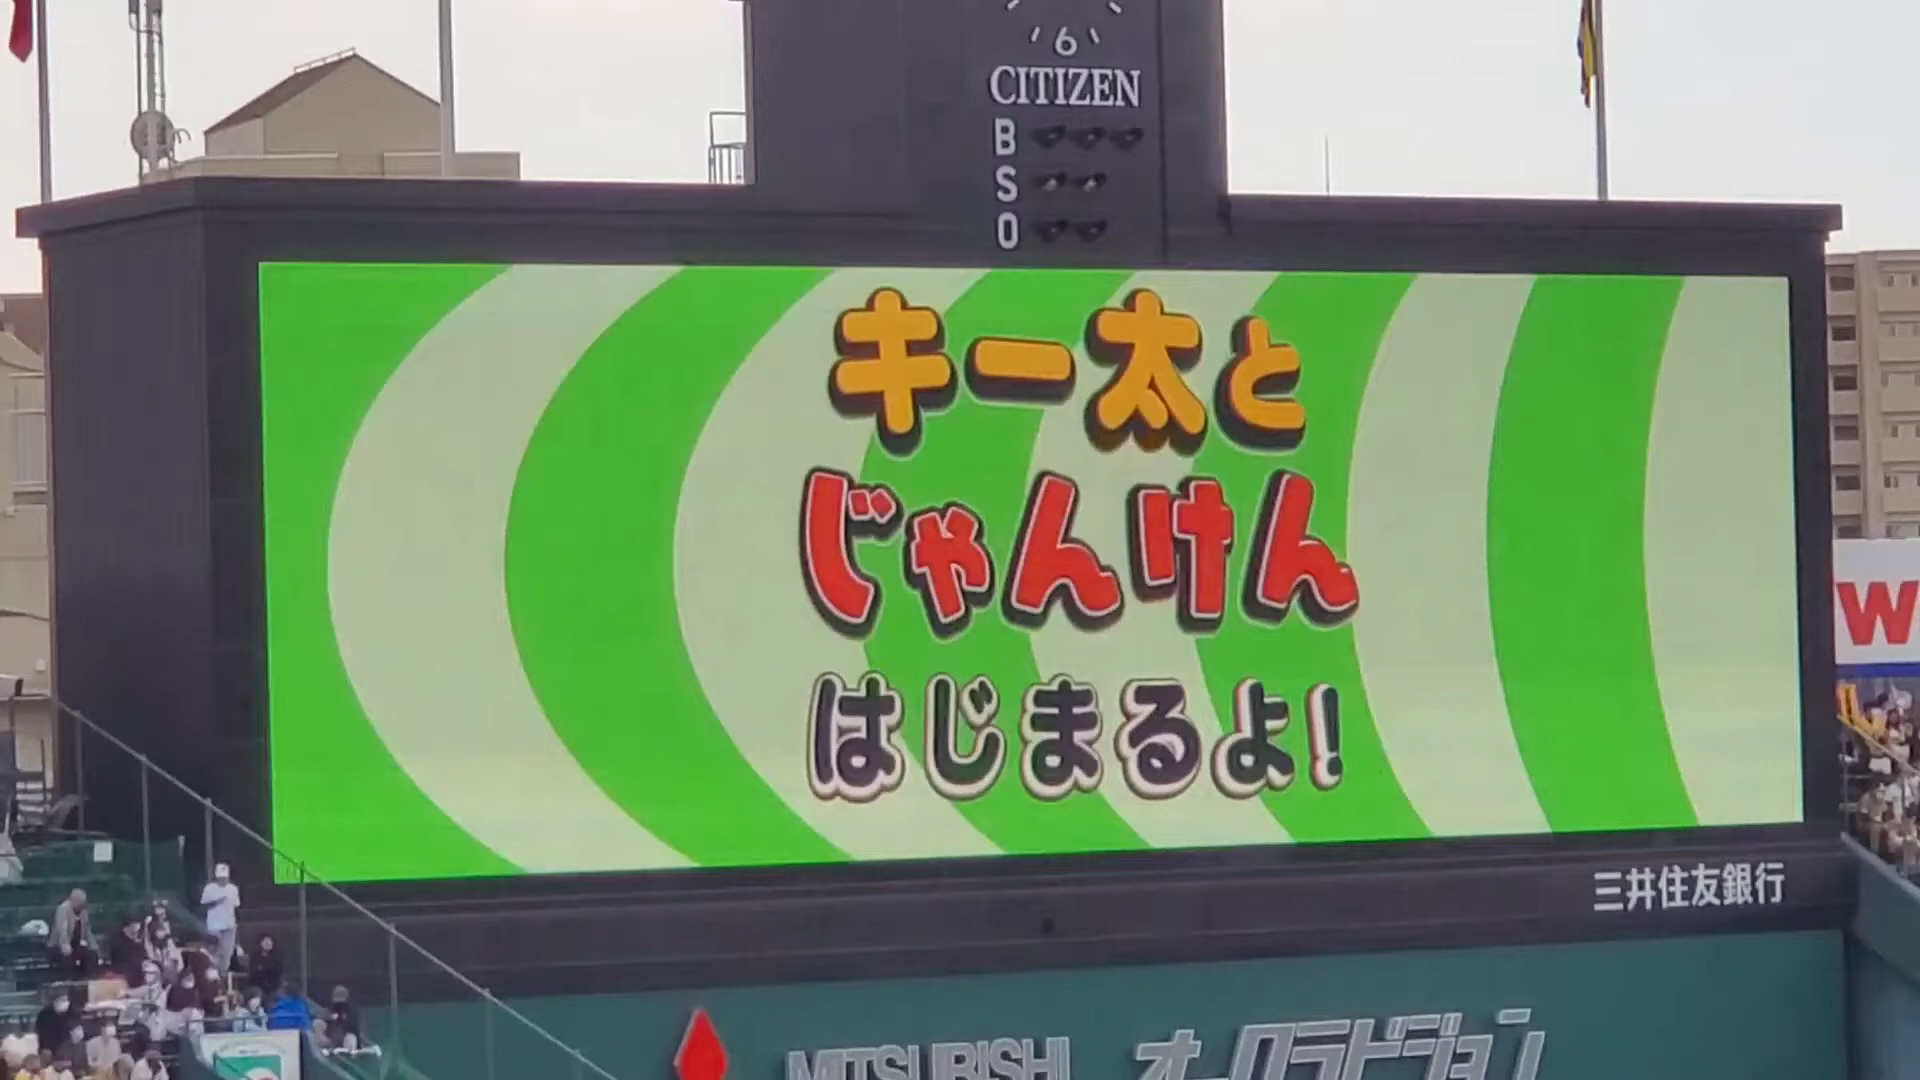 6
CITIZEN
B
S
O
キー太と
じゃんけん
はじまるよ!
W
三井住友銀行
MITSUBISHI オーロラビジョン